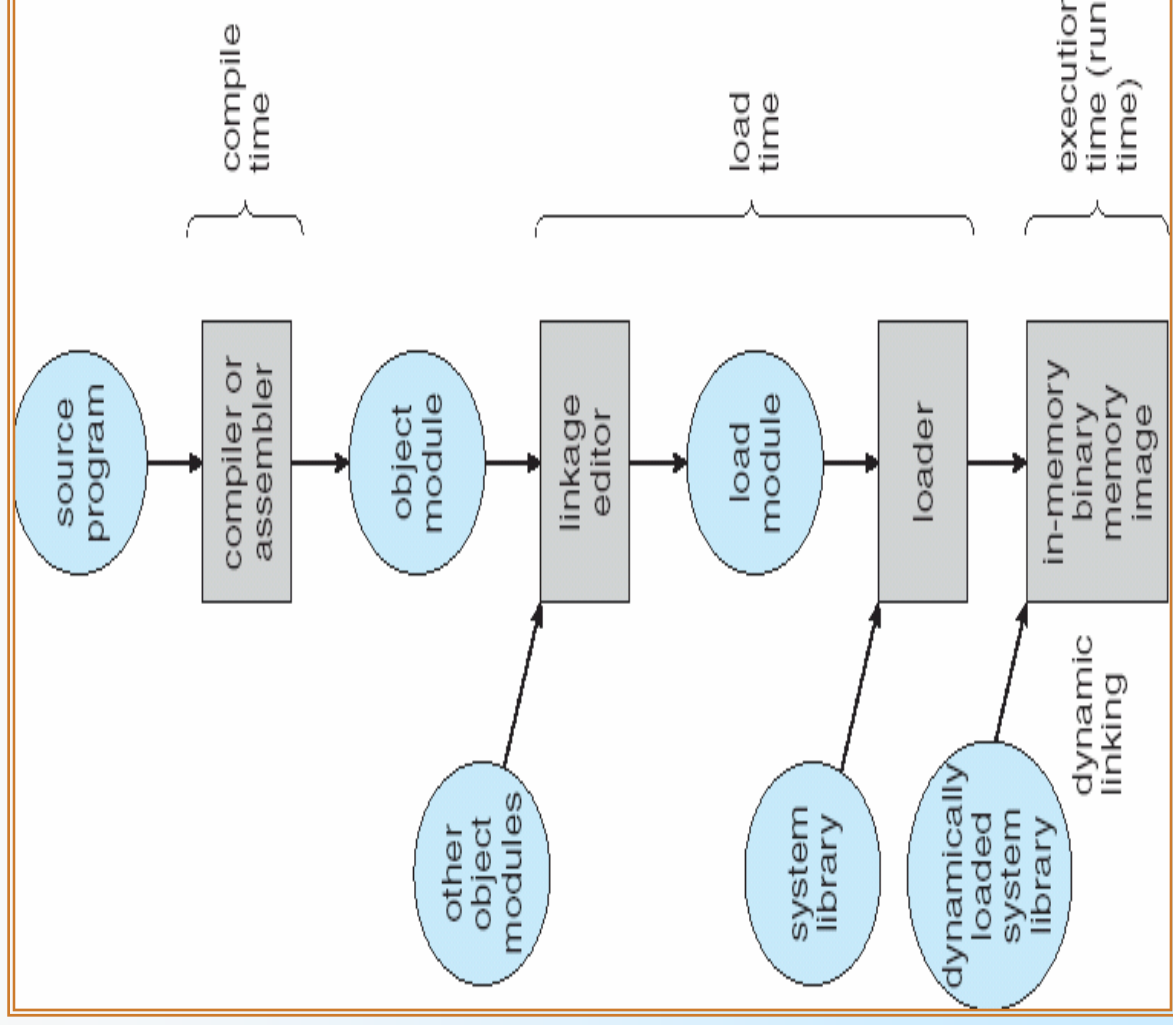 source
program
compiler or
assembler
compile
time
object
module
other
object
modules
linkage
editor
load
module
load
time
system
library
loader
dynamically
loaded
system
library
dynamic
linking
in-memory
binary
memory
image
execution
time (run
time)